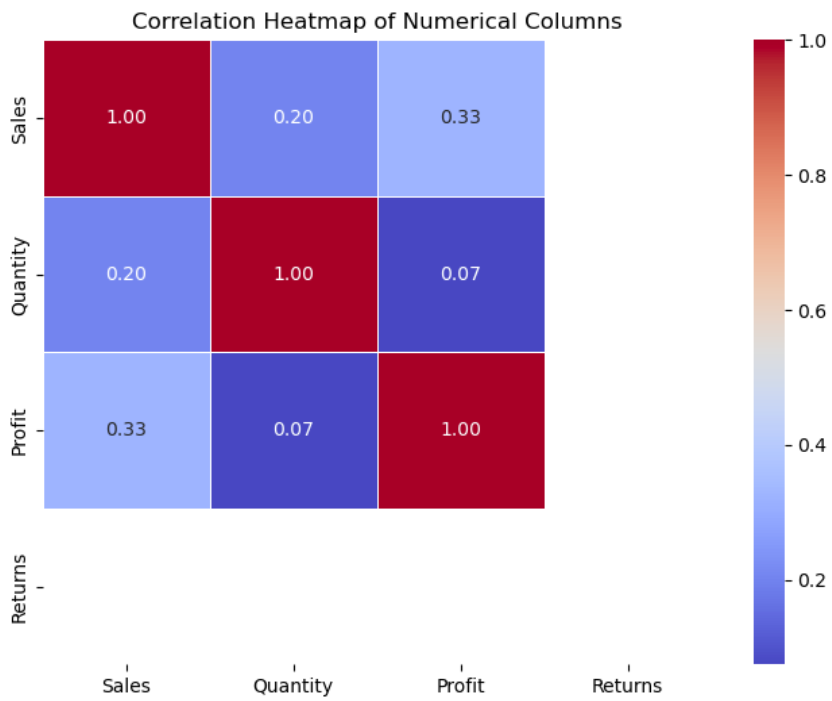 Correlation Heatmap of Numerical Columns
Sales
1.00
0.20
0.33
Quantity
0.20
1.00
0.07
Profit
0.33
0.07
1.00
Returns
Sales
Quantity
Profit
Returns
1.0
0.8
0.6
0.4
0.2